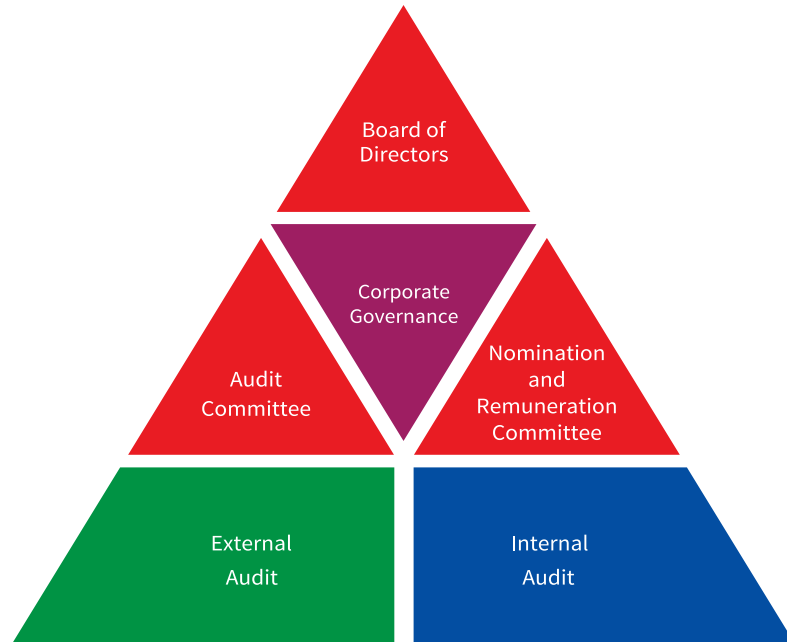 Board of
Directors
Corporate
Governance
Audit
Committee
Nomination
and
Remuneration
Committee
External
Audit
Internal
Audit